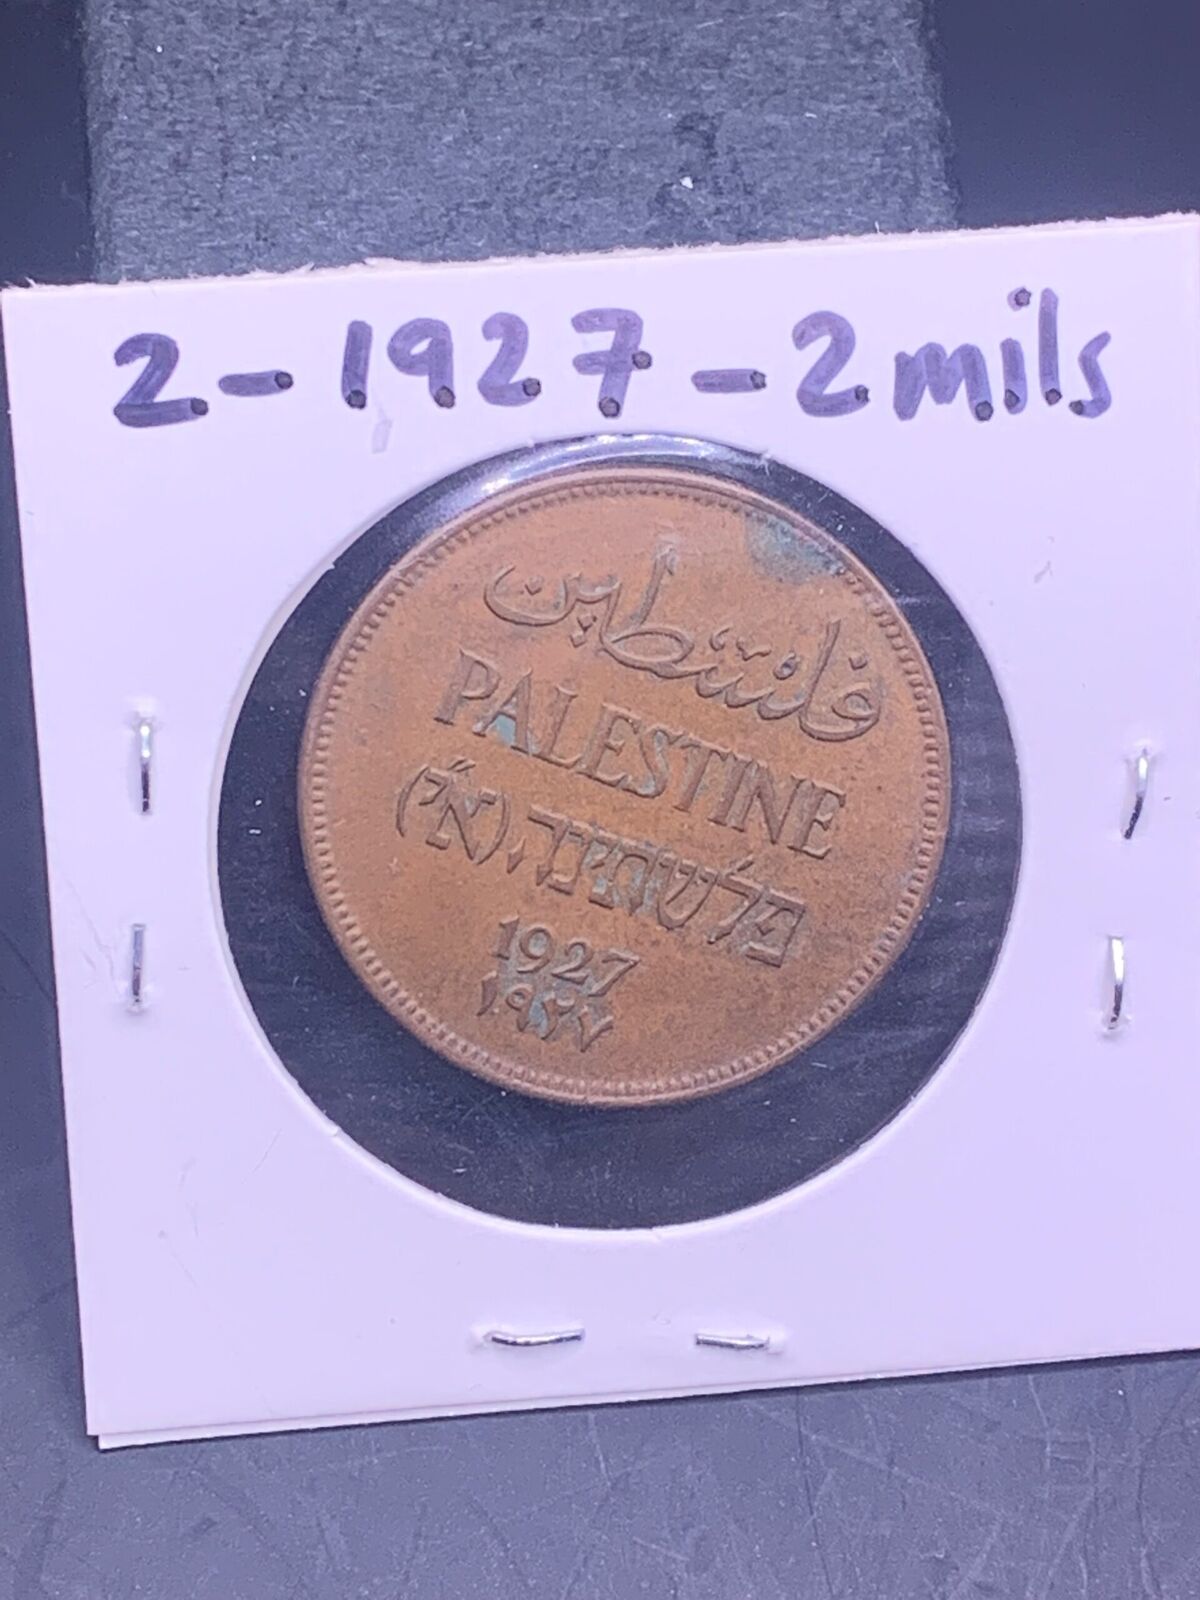 2-1927-2mils
فلسطين
PALESTINE
פלשתינה (א״י)
1927
١٩٢٧